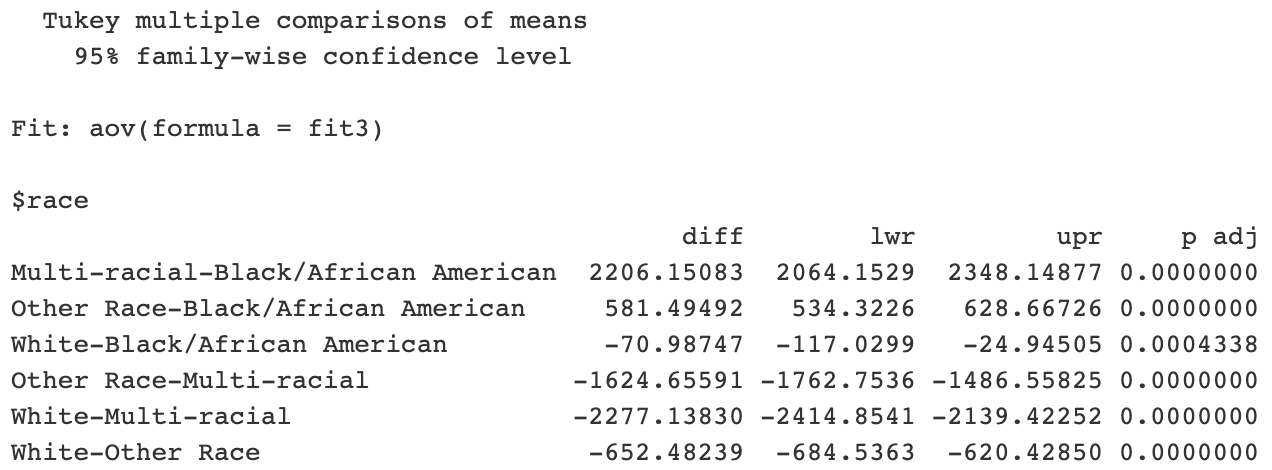 Tukey multiple comparisons of means
95% family-wise confidence level
Fit: aov(formula = fit3)
$race
diff lwr upr p adj
Multi-racial-Black/African American 2206.15083 2064.1529 2348.14877 0.0000000
Other Race-Black/African American 581.49492 534.3226 628.66726 0.0000000
White-Black/African American -70.98747 -117.0299 -24.94505 0.0004338
Other Race-Multi-racial -1624.65591 -1762.7536 -1486.55825 0.0000000
White-Multi-racial -2277.13830 -2414.8541 -2139.42252 0.0000000
White-Other Race -652.48239 -684.5363 -620.42850 0.0000000